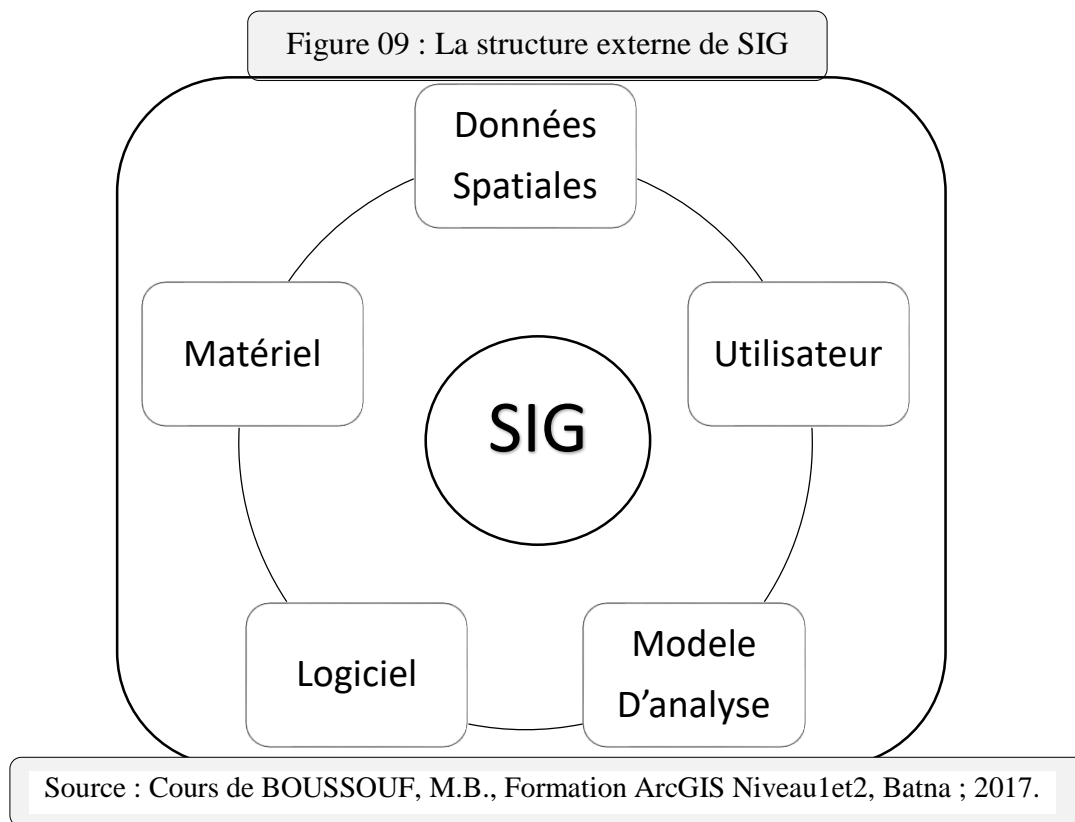 Figure 09 : La structure externe de SIG
Données
Spatiales
Matériel
Utilisateur
SIG
Logiciel
Modele
D’analyse
Source : Cours de BOUSSOUF, M.B., Formation ArcGIS Niveau1et2, Batna ; 2017.